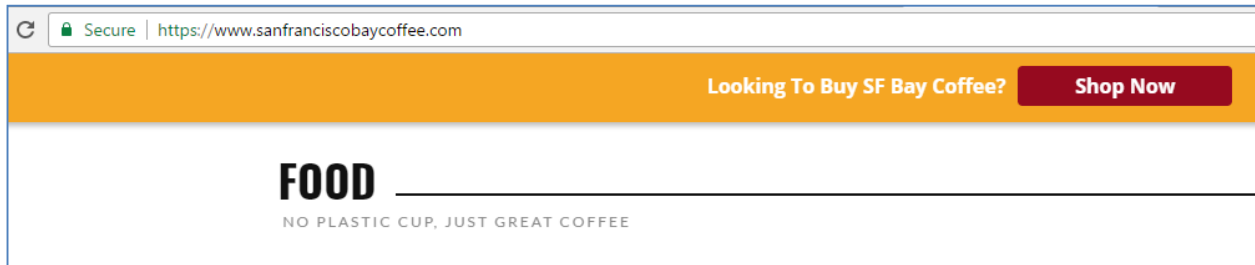 Secure https://www.sanfranciscobaycoffee.com
Looking To Buy SF Bay Coffee? Shop Now
FOOD
NO PLASTIC CUP, JUST GREAT COFFEE